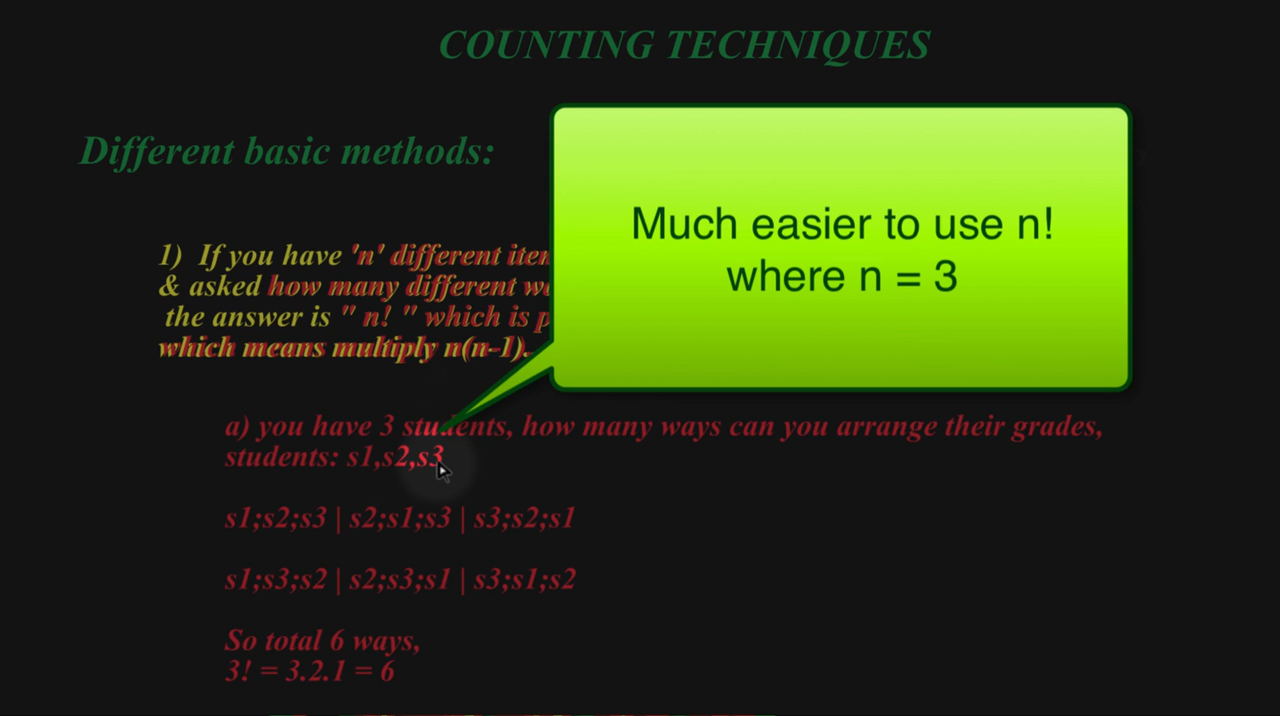 COUNTING TECHNIQUES
Different basic methods:
Much easier to use n!
where n = 3
1) If you have 'n' different
& asked how many different
the answer is " n! " which is
which means multiply n(n-1).
a) you have 3 students, how many ways can you arrange their grades,
students: s1,s2,s3
s1;s2;s3 | s2;s1;s3 | s3;s2;s1
s1;s3;s2 | s2;s3;s1 | s3;s1;s2
So total 6 ways,
3! = 3.2.1 = 6